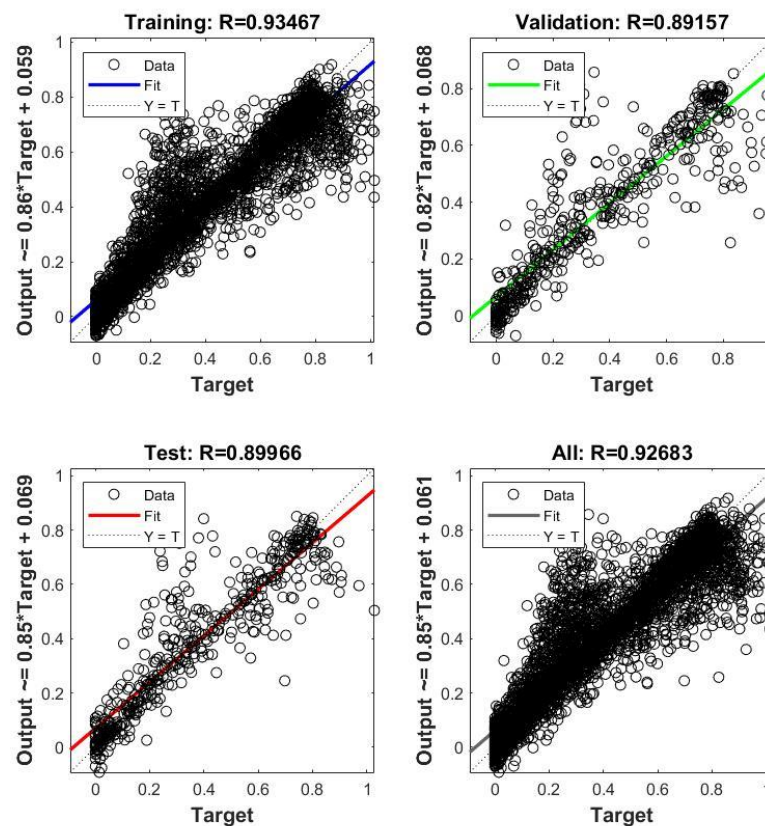 Training: R=0.93467
Output ~= 0.86*Target + 0.059
1
0.8
0.6
0.4
0.2
0
Data
Fit
Y = T
0 0.2 0.4 0.6 0.8 1
Target
Validation: R=0.89157
Output ~= 0.82*Target + 0.068
1
0.8
0.6
0.4
0.2
0
Data
Fit
Y = T
0 0.2 0.4 0.6 0.8
Target
Test: R=0.89966
Output ~= 0.85*Target + 0.069
1
0.8
0.6
0.4
0.2
0
Data
Fit
Y = T
0 0.2 0.4 0.6 0.8 1
Target
All: R=0.92683
Output ~= 0.85*Target + 0.061
1
0.8
0.6
0.4
0.2
0
Data
Fit
Y = T
0 0.2 0.4 0.6 0.8
Target